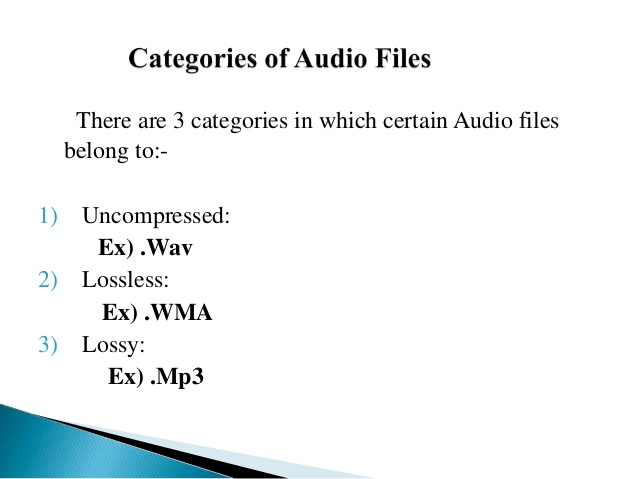 Categories of Audio Files
There are 3 categories in which certain Audio files
belong to:-
1) Uncompressed:
Ex) .Wav
2) Lossless:
Ex) .WMA
3) Lossy:
Ex) .Mp3